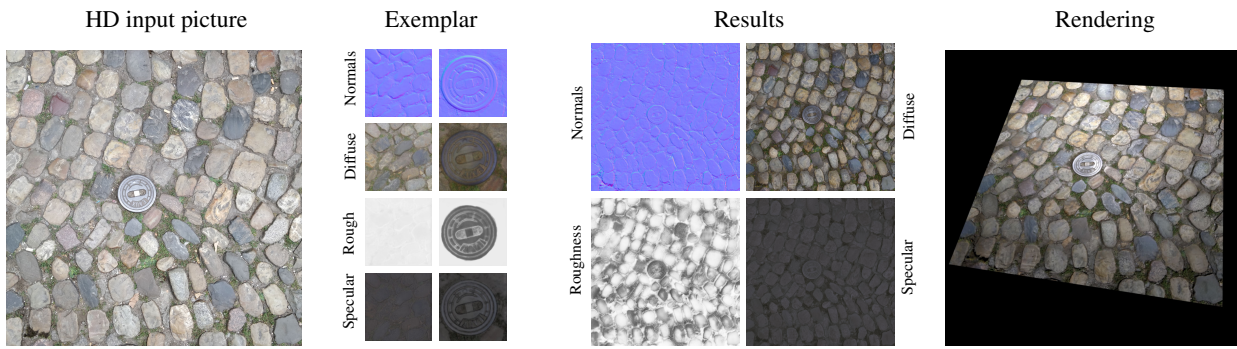 HD input picture
Exemplar
Results
Rendering
Normals
Diffuse
Rough
Specular
Normals
Diffuse
Roughness
Specular